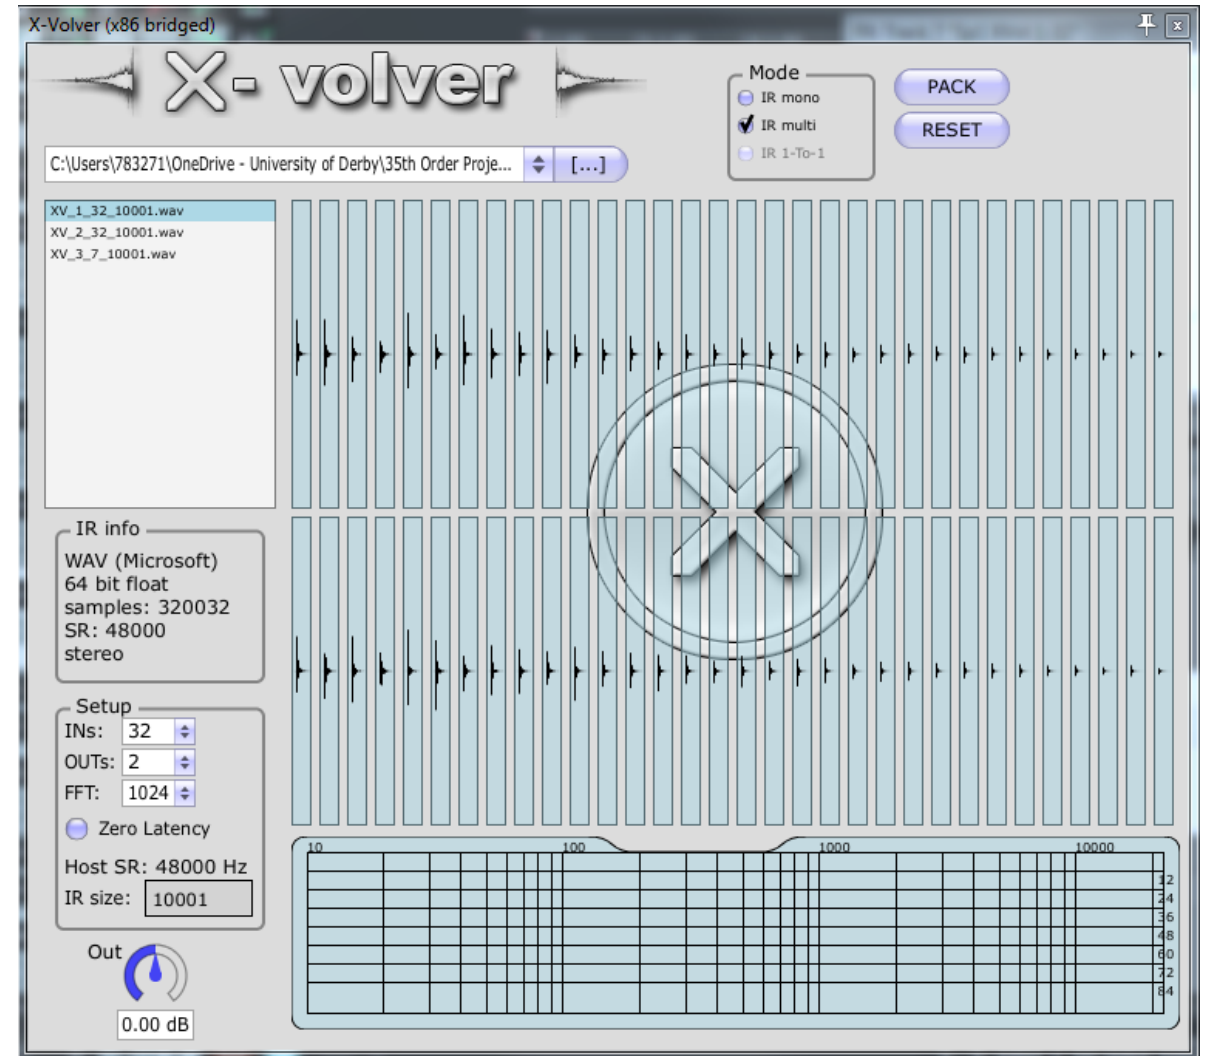 X-Volver (x86 bridged)
X- volver
Mode
IR mono
IR multi
IR 1-To-1
PACK
RESET
C:\Users\783271\OneDrive - University of Derby\35th Order Proje...
[...]
XV_1_32_10001.wav
XV_2_32_10001.wav
XV_3_7_10001.wav
IR info
WAV (Microsoft)
64 bit float
samples: 320032
SR: 48000
stereo
Setup
INs: 32
OUTs: 2
FFT: 1024
Zero Latency
Host SR: 48000 Hz
IR size: 10001
Out
0.00 dB
10 100 1000 10000
12
24
36
48
60
72
84